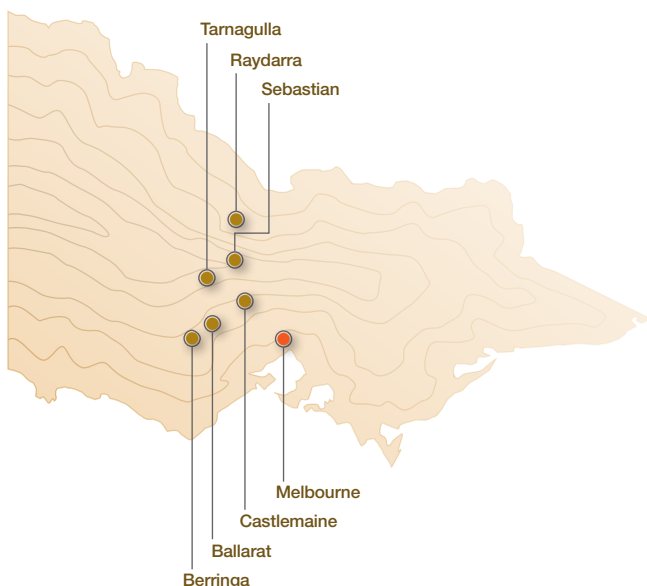 Tarnagulla
Raydarra
Sebastian
Melbourne
Castlemaine
Ballarat
Berringa